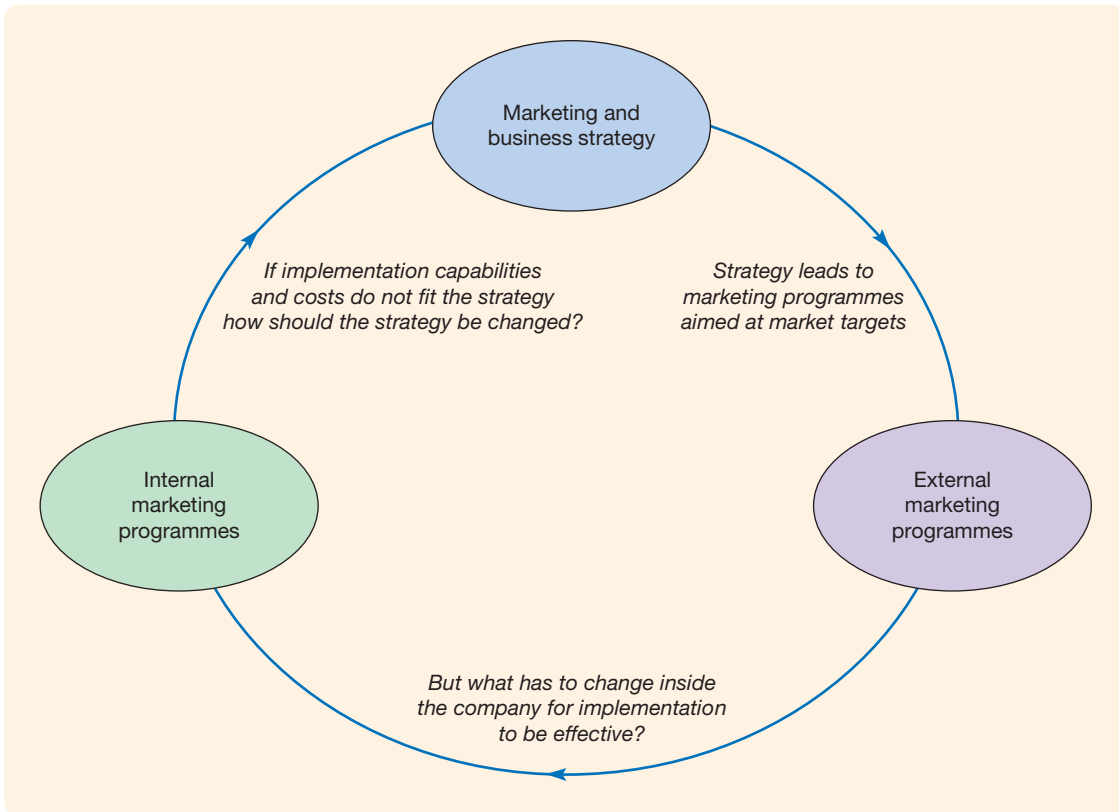 Marketing and
business strategy
If implementation capabilities
and costs do not fit the strategy
how should the strategy be changed?
Strategy leads to
marketing programmes
aimed at market targets
Internal
marketing
programmes
External
marketing
programmes
But what has to change inside
the company for implementation
to be effective?